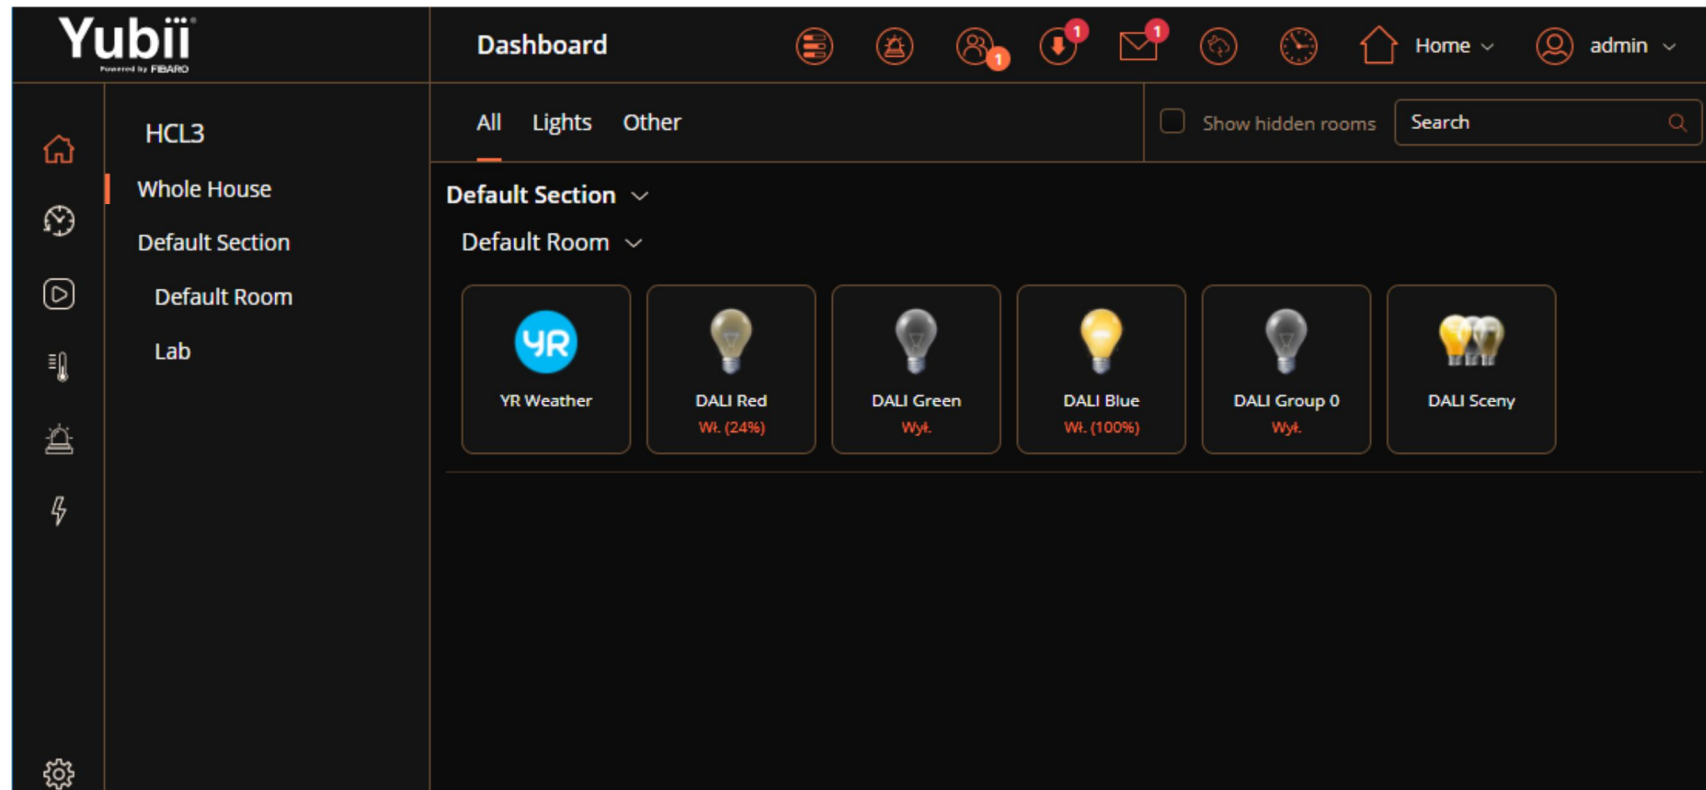 Yubii
Powered by FIBARO
Dashboard
1
1
1
Home
admin
HCL3
Whole House
Default Section
Default Room
Lab
All Lights Other
Show hidden rooms
Search
Default Section
Default Room
YR
YR Weather
DALI Red
Wł. (24%)
DALI Green
Wył.
DALI Blue
Wł. (100%)
DALI Group 0
Wył.
DALI Sceny